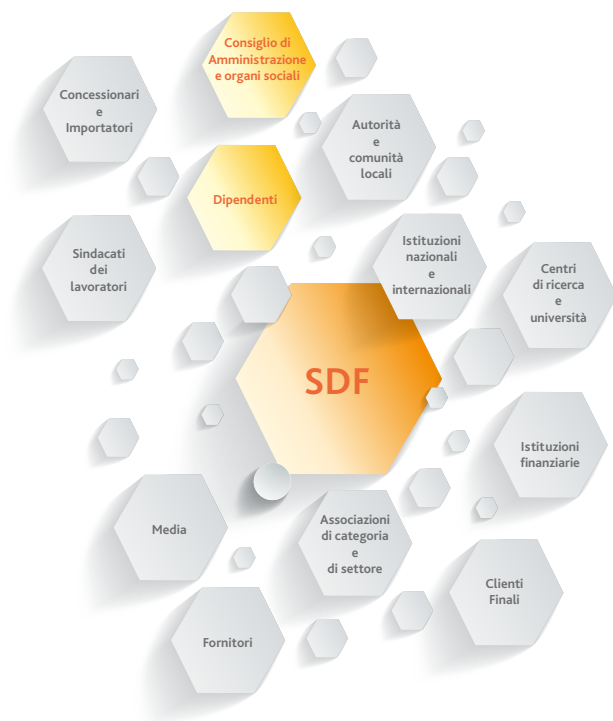 Consiglio di
Amministrazione
e organi sociali
Concessionari
e
Importatori
Autorità
e
comunità
locali
Dipendenti
Sindacati
dei
lavoratori
Istituzioni
nazionali
e
internazionali
Centri
di ricerca
e
università
SDF
Istituzioni
finanziarie
Media
Associazioni
di categoria
e
di settore
Clienti
Finali
Fornitori